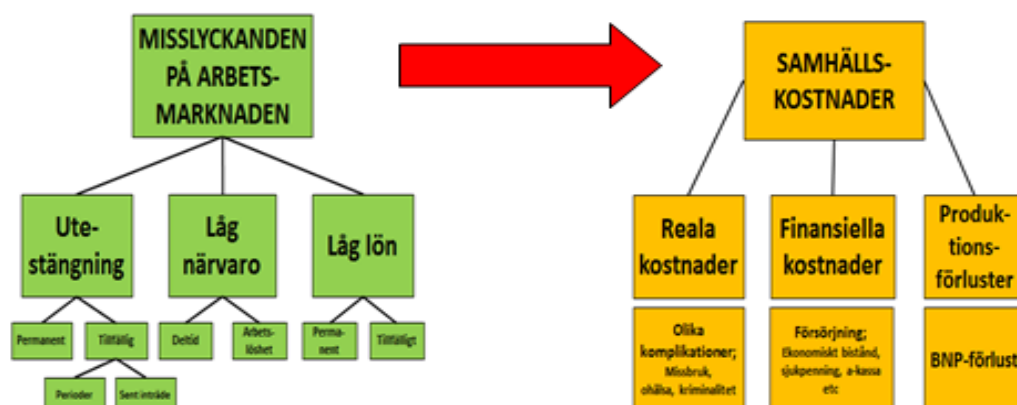 MISSLYCKANDEN
PÅ ARBETS-
MARKNADEN
Ute-
stängning
Låg
närvaro
Låg lön
Permanent
Tillfällig
Deltid
Arbets-
löshet
Perma-
nent
Tillfälligt
Perioder
Sent inträde
SAMHÄLLS-
KOSTNADER
Reala
kostnader
Finansiella
kostnader
Produk-
tions-
förluster
Olika
komplikationer;
Missbruk,
ohälsa, kriminalitet
Försörjning;
Ekonomiskt bistånd,
sjukpenning, a-kassa
etc
BNP-förlust